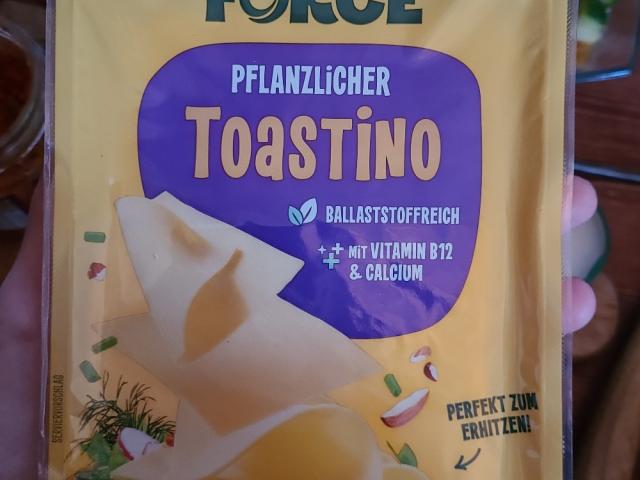 FORCE
PFLANZLiCHER
TOaSTiNO
BALLASTSTOFFREICH
MiT VITAMIN B12
& CALCIUM
PERFEKT ZUM
ERHITZEN!
SERVIERVORSCHLAG